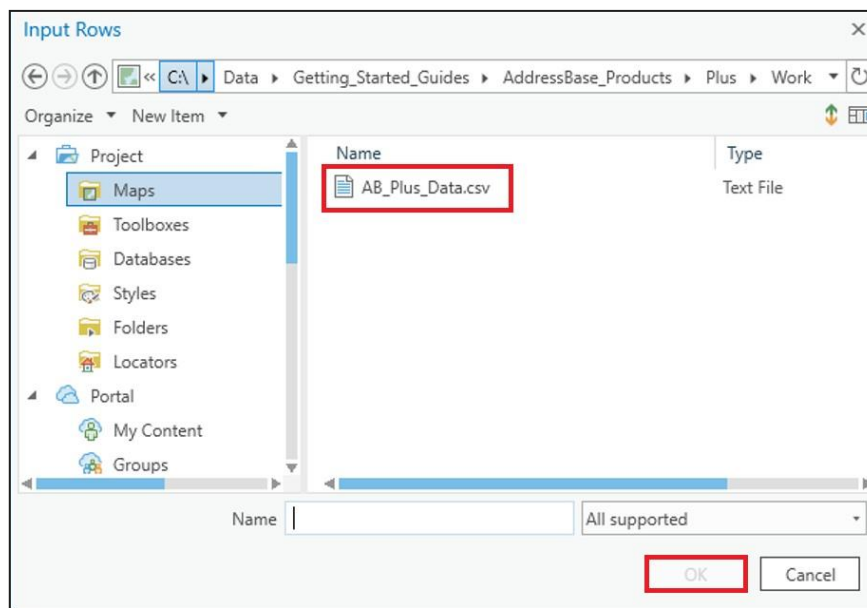 Input Rows
« C:\ Data Getting_Started_Guides AddressBase_Products Plus Work
Organize New Item
Project
Maps
Toolboxes
Databases
Styles
Folders
Locators
Portal
My Content
Groups
Name Type
AB_Plus_Data.csv Text File
Name All supported
OK Cancel